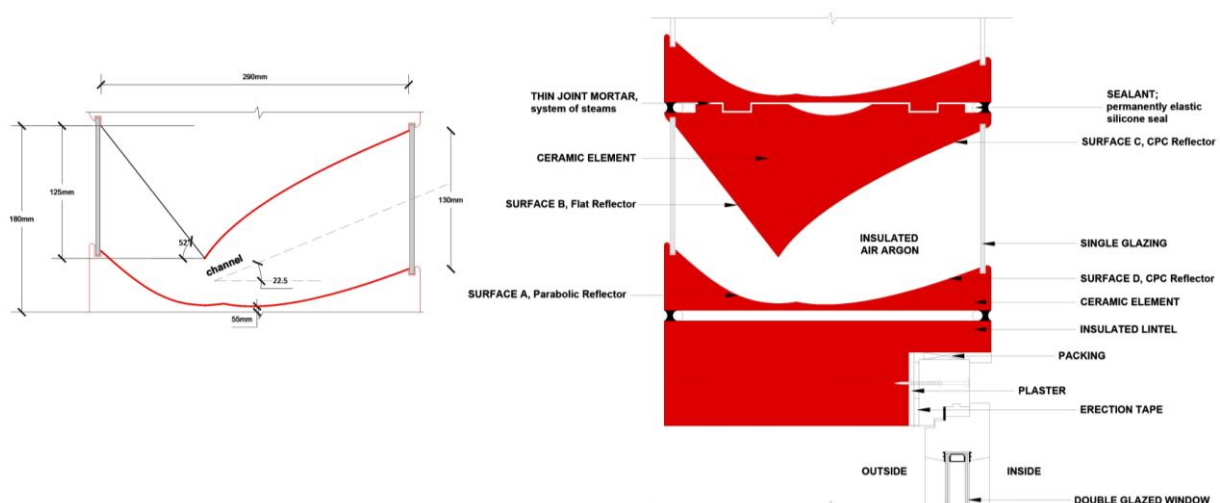 290mm
180mm
125mm
52°
channel
22.5
130mm
55mm
THIN JOINT MORTAR,
system of steams
CERAMIC ELEMENT
SURFACE B, Flat Reflector
SURFACE A, Parabolic Reflector
INSULATED
AIR ARGON
SEALANT;
permanently elastic
silicone seal
SURFACE C, CPC Reflector
SINGLE GLAZING
SURFACE D, CPC Reflector
CERAMIC ELEMENT
INSULATED LINTEL
PACKING
PLASTER
ERECTION TAPE
OUTSIDE
INSIDE
DOUBLE GLAZED WINDOW